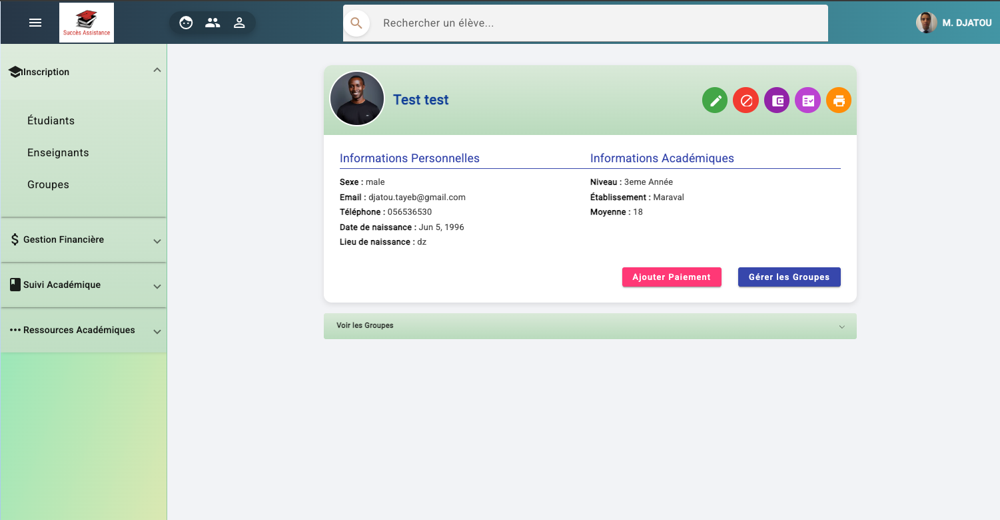 Succès Assistance
Rechercher un élève...
M. DJATOU
Inscription
Étudiants
Enseignants
Groupes
Gestion Financière
Suivi Académique
Ressources Académiques
Test test
Informations Personnelles
Sexe : male
Email : djatou.tayeb@gmail.com
Téléphone : 056536530
Date de naissance : Jun 5, 1996
Lieu de naissance : dz
Informations Académiques
Niveau : 3eme Année
Établissement : Maraval
Moyenne : 18
Ajouter Paiement
Gérer les Groupes
Voir les Groupes